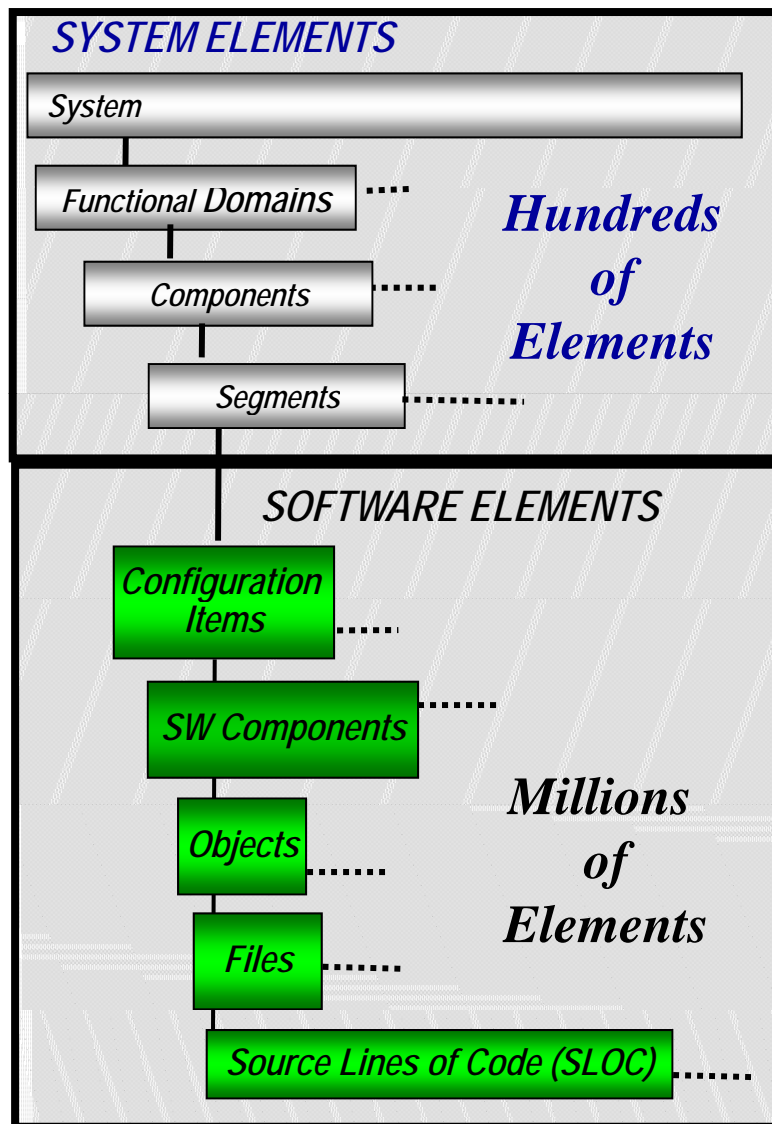 SYSTEM ELEMENTS
System
Functional Domains
Hundreds
of
Elements
Components
Segments
SOFTWARE ELEMENTS
Configuration
Items
SW Components
Millions
of
Elements
Objects
Files
Source Lines of Code (SLOC)